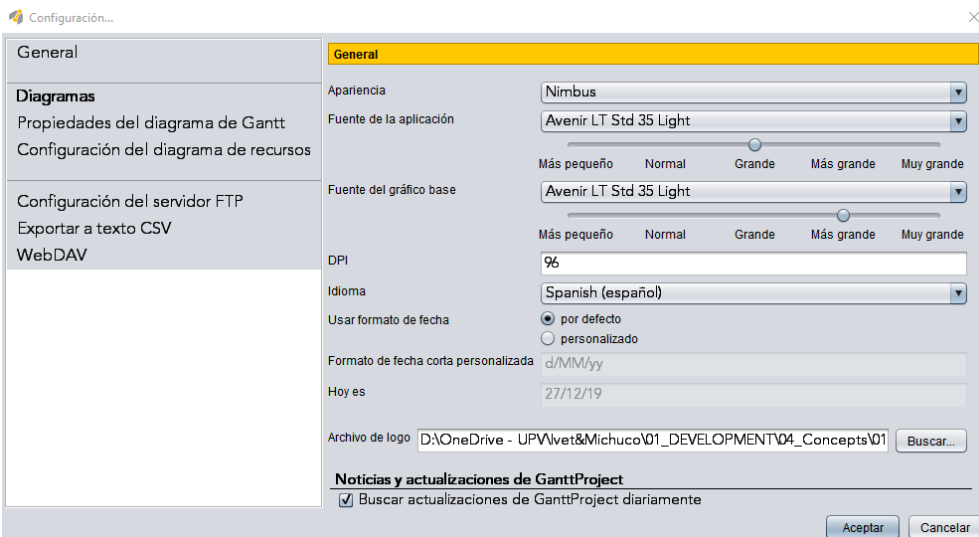 Configuración...
General
Diagramas
Propiedades del diagrama de Gantt
Configuración del diagrama de recursos
Configuración del servidor FTP
Exportar a texto CSV
WebDAV
General
Apariencia Nimbus
Fuente de la aplicación Avenir LT Std 35 Light
Más pequeño Normal Grande Más grande Muy grande
Fuente del gráfico base Avenir LT Std 35 Light
Más pequeño Normal Grande Más grande Muy grande
DPI 96
Idioma Spanish (español)
Usar formato de fecha por defecto
personalizado
Formato de fecha corta personalizada d/MM/yy
Hoy es 27/12/19
Archivo de logo D:\OneDrive - UPV\Ivet&Michuco\01_DEVELOPMENT\04_Concepts\01 Buscar...
Noticias y actualizaciones de GanttProject
Buscar actualizaciones de GanttProject diariamente
Aceptar Cancelar